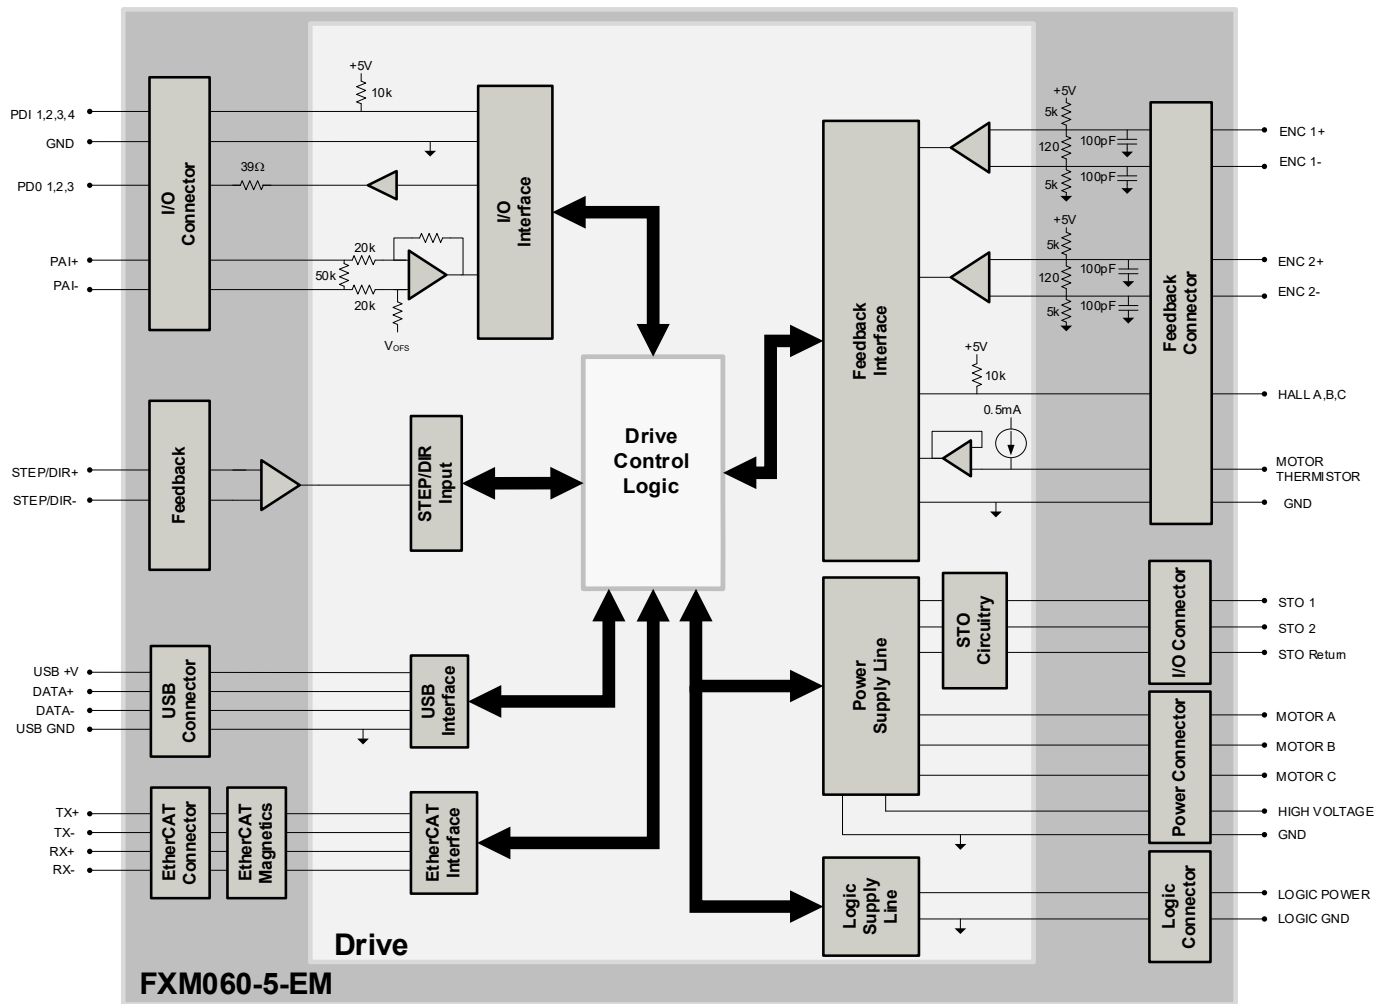 PDI 1,2,3,4
GND
PD0 1,2,3
PAI+
PAI-
I/O
Connector
+5V
10k
39Ω
20k
50k
20k
VOFS
I/O
Interface
STEP/DIR+
STEP/DIR-
Feedback
STEP/DIR
Input
USB +V
DATA+
DATA-
USB GND
USB
Connector
USB
Interface
TX+
TX-
RX+
RX-
EtherCAT
Connector
EtherCAT
Magnetics
EtherCAT
Interface
Drive
Control
Logic
Feedback
Interface
+5V
5k
120
5k
100pF
100pF
+5V
5k
120
5k
100pF
100pF
+5V
10k
0.5mA
Feedback
Connector
ENC 1+
ENC 1-
ENC 2+
ENC 2-
HALL A,B,C
MOTOR
THERMISTOR
GND
Power
Supply Line
STO
Circuitry
I/O Connector
STO 1
STO 2
STO Return
Power Connector
MOTOR A
MOTOR B
MOTOR C
HIGH VOLTAGE
GND
Logic
Supply
Line
Logic
Connector
LOGIC POWER
LOGIC GND
Drive
FXM060-5-EM